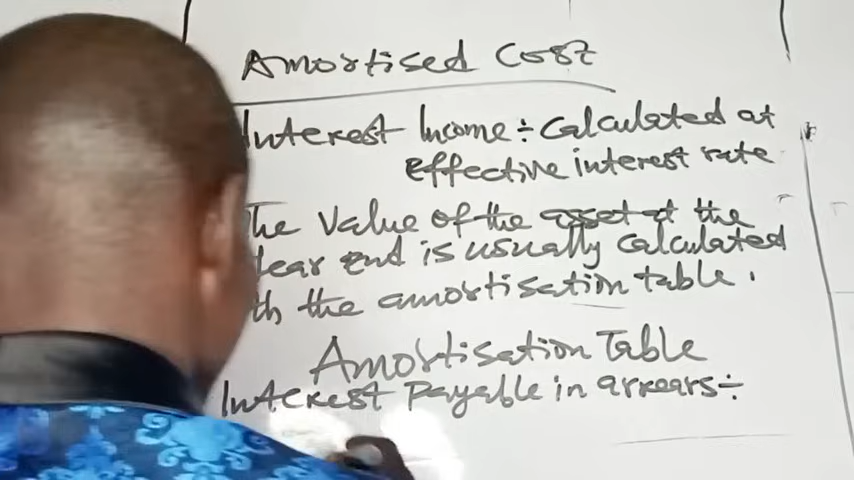 Amortised Cost
Interest Income ÷ Calculated at
Effective interest rate
The Value of the asset at the
Year End is usually calculated
the amortisation table.
Amortisation Table
Interest Payable in arrears ÷